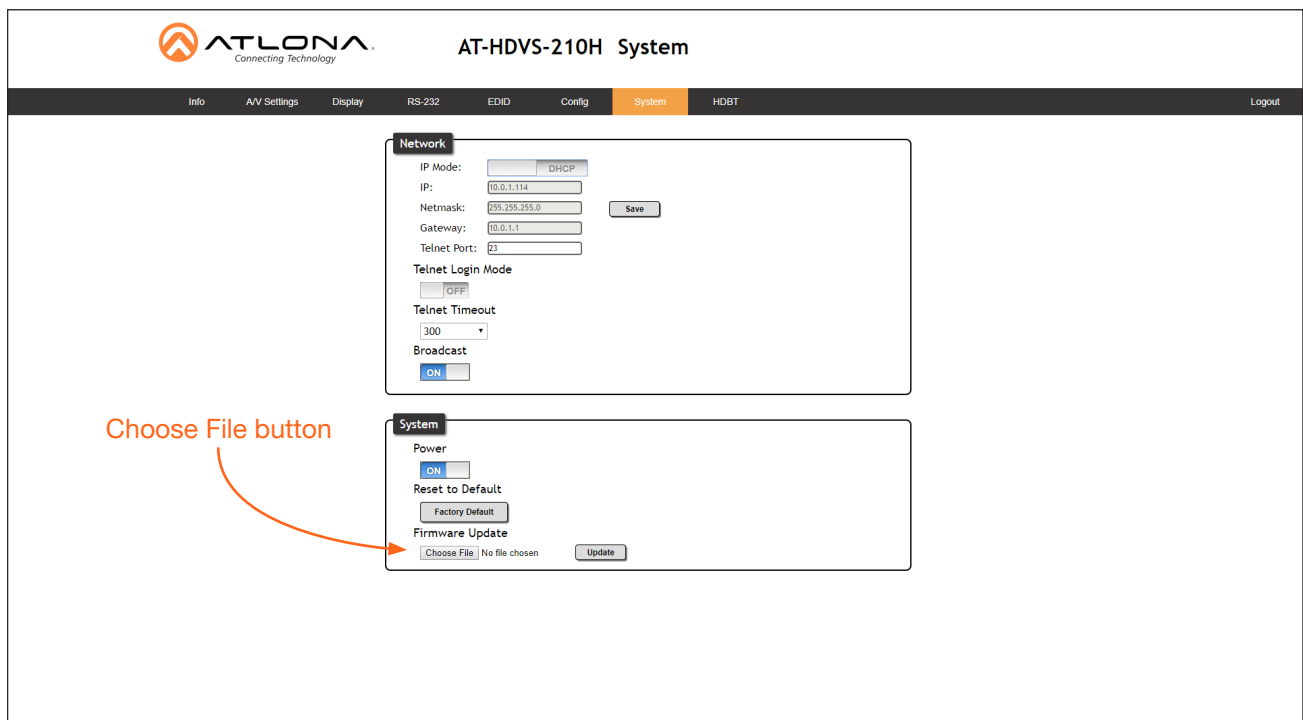 ATLONA.
Connecting Technology
AT-HDVS-210H System
Info A/V Settings Display RS-232 EDID Config System HDBT Logout
Network
IP Mode: DHCP
IP: 10.0.1.114
Netmask: 255.255.255.0 Save
Gateway: 10.0.1.1
Telnet Port: 23
Telnet Login Mode
OFF
Telnet Timeout
300
Broadcast
ON
Choose File button
System
Power
ON
Reset to Default
Factory Default
Firmware Update
Choose File No file chosen Update